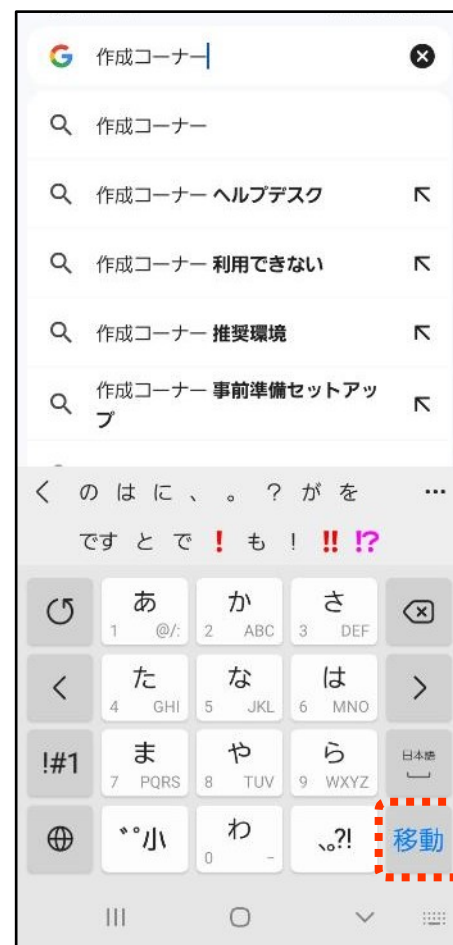 作成コーナー
作成コーナー
作成コーナー ヘルプデスク
作成コーナー 利用できない
作成コーナー 推奨環境
作成コーナー 事前準備セットアッ
プ
の は に 、 。 ? が を ...
です と で ! も ! !! !?
あ か さ
1 @/: 2 ABC 3 DEF
た な は
4 GHI 5 JKL 6 MNO
!#1 ま や ら 日本語
7 PQRS 8 TUV 9 WXYZ
゛゜小 わ 、。?! 移動
0 -